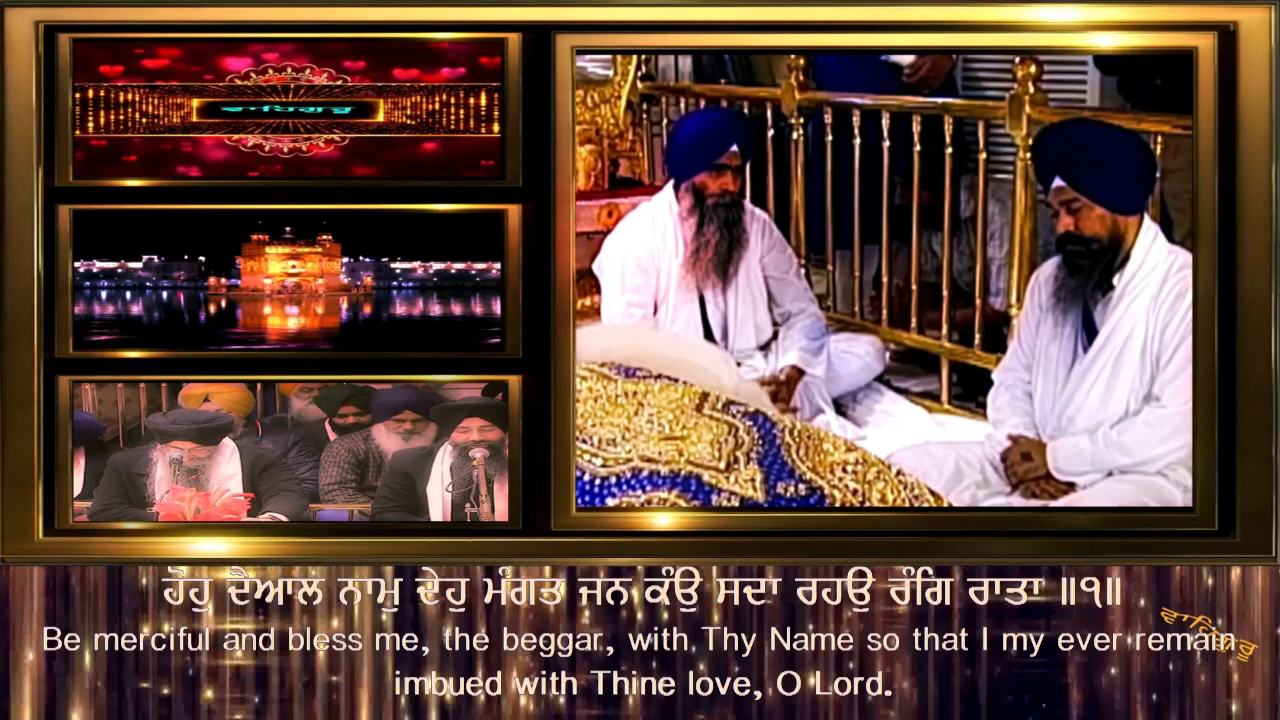 ਵਾਹਿਗੁਰੂ
ਹੋਹੁ ਦੈਆਲ ਨਾਮੁ ਦੇਹੁ ਮੰਗਤ ਜਨ ਕੰਉ ਸਦਾ ਰਹਉ ਰੰਗਿ ਰਾਤਾ ॥੧॥
Be merciful and bless me, the beggar, with Thy Name so that I my ever remain
imbued with Thine love, O Lord.
ਵਾਹਿਗੁਰੂ